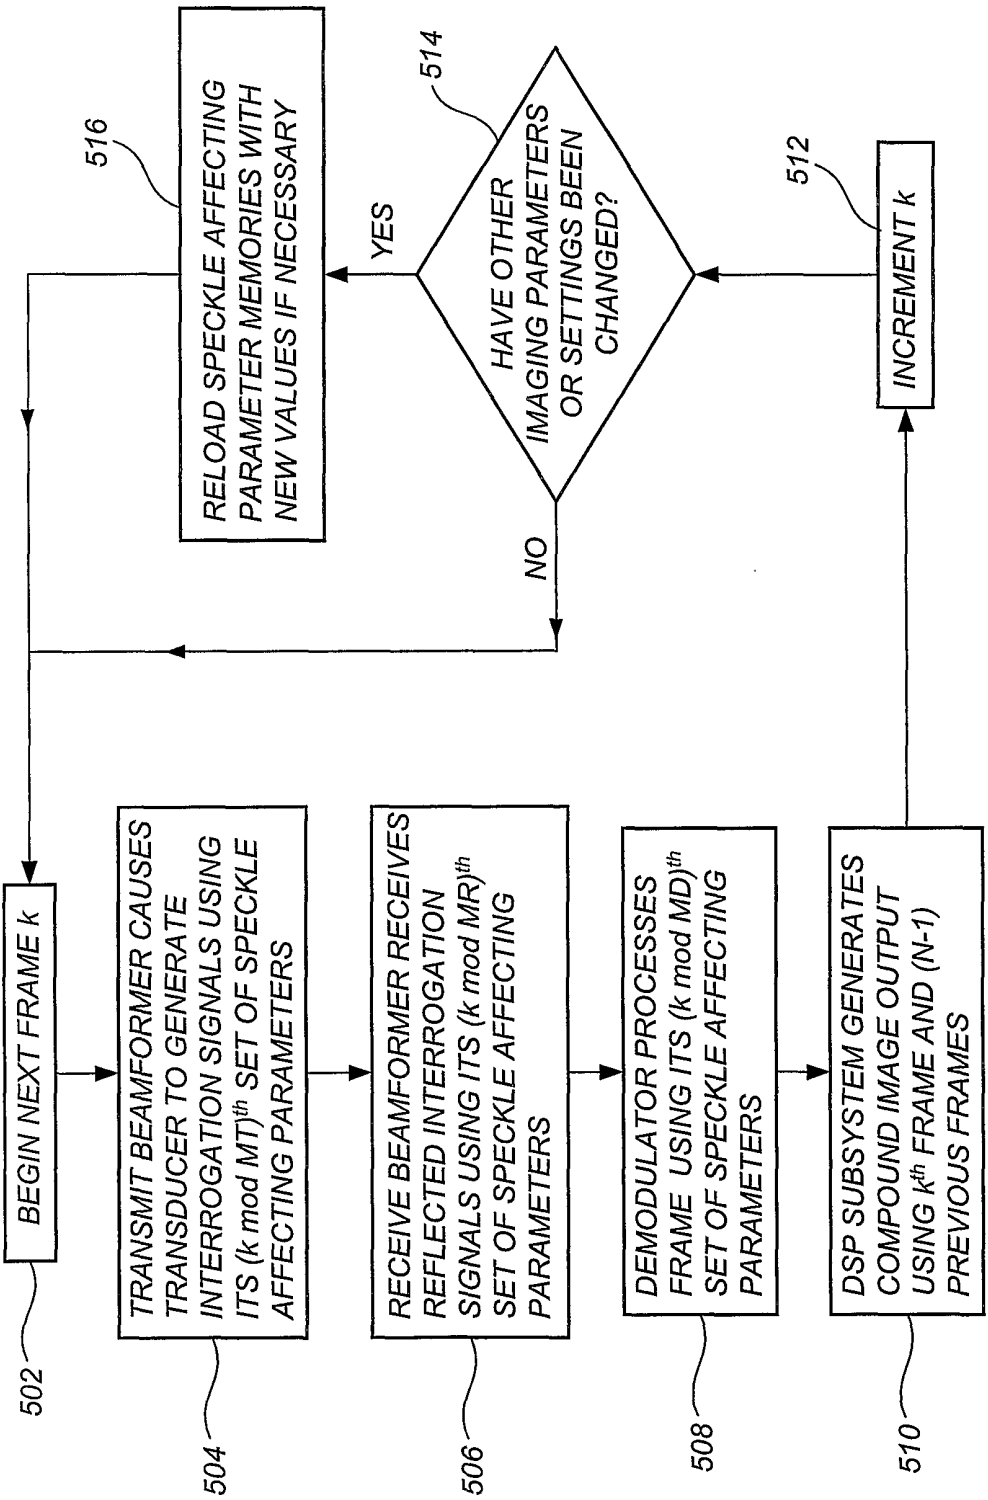 BEGIN NEXT FRAME k
502
TRANSMIT BEAMFORMER CAUSES
TRANSDUCER TO GENERATE
INTERROGATION SIGNALS USING
ITS (k mod MT)th SET OF SPECKLE
AFFECTING PARAMETERS
504
RECEIVE BEAMFORMER RECEIVES
REFLECTED INTERROGATION
SIGNALS USING ITS (k mod MR)th
SET OF SPECKLE AFFECTING
PARAMETERS
506
DEMODULATOR PROCESSES
FRAME USING ITS (k mod MD)th
SET OF SPECKLE AFFECTING
PARAMETERS
508
DSP SUBSYSTEM GENERATES
COMPOUND IMAGE OUTPUT
USING kth FRAME AND (N-1)
PREVIOUS FRAMES
510
INCREMENT k
512
HAVE OTHER
IMAGING PARAMETERS
OR SETTINGS BEEN
CHANGED?
514
YES
NO
RELOAD SPECKLE AFFECTING
PARAMETER MEMORIES WITH
NEW VALUES IF NECESSARY
516